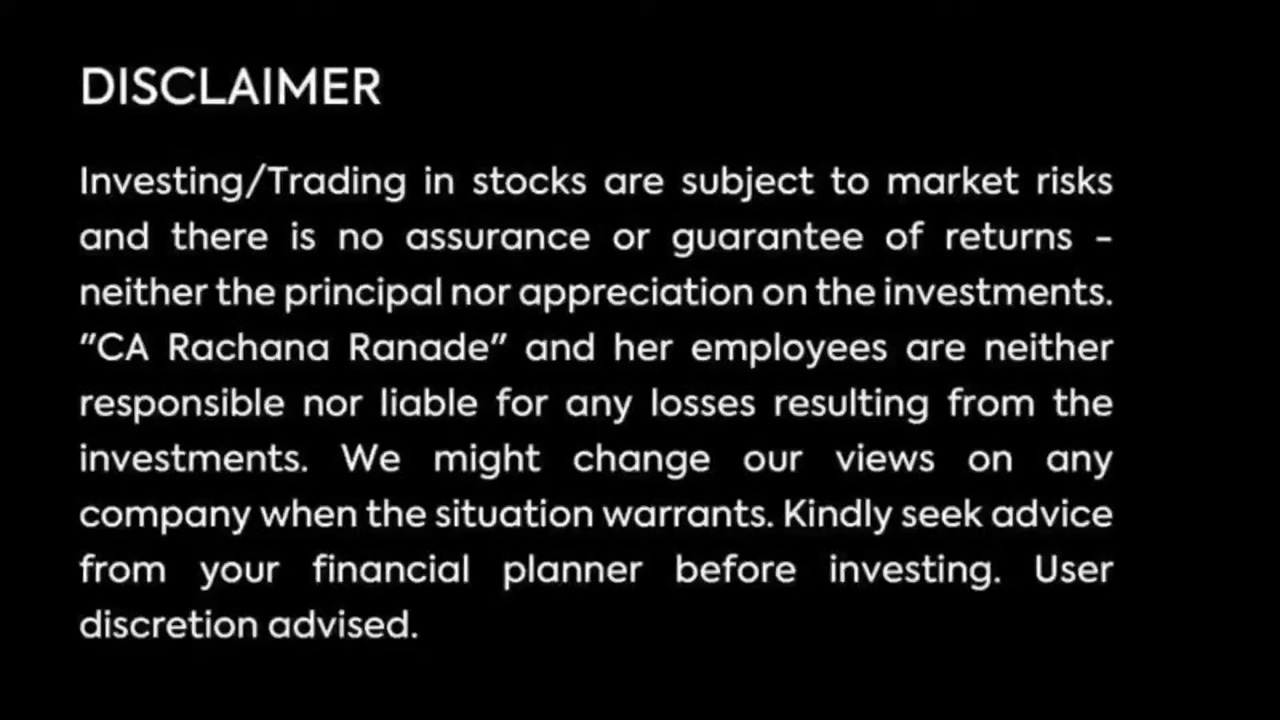 DISCLAIMER
Investing/Trading in stocks are subject to market risks
and there is no assurance or guarantee of returns -
neither the principal nor appreciation on the investments.
"CA Rachana Ranade" and her employees are neither
responsible nor liable for any losses resulting from the
investments. We might change our views on any
company when the situation warrants. Kindly seek advice
from your financial planner before investing. User
discretion advised.